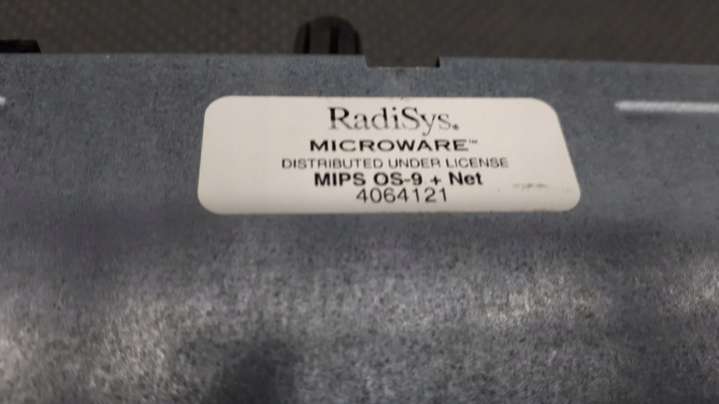 RadiSys.
MICROWARE™
DISTRIBUTED UNDER LICENSE
MIPS OS-9 + Net
4064121